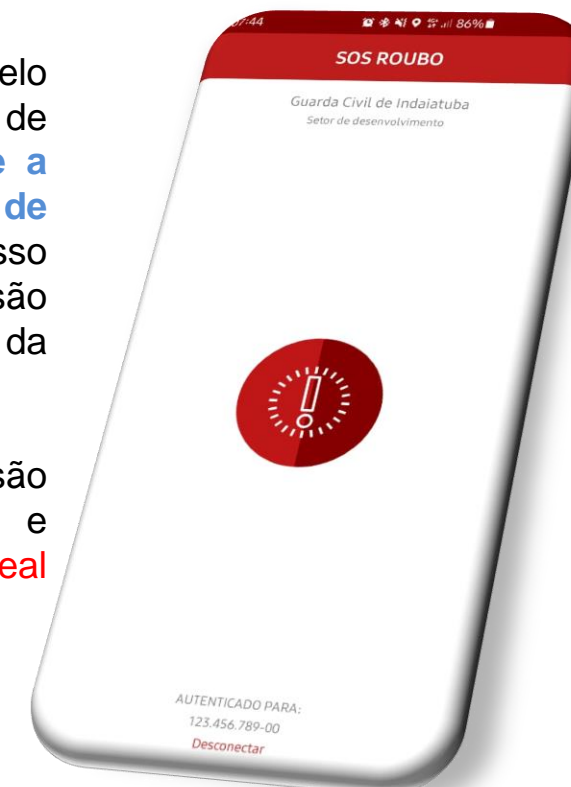 elo
de
e a
de
sso
são
da
são
e
eal
07:44 86%
SOS ROUBO
Guarda Civil de Indaiatuba
Setor de desenvolvimento
AUTENTICADO PARA:
123.456.789-00
Desconectar